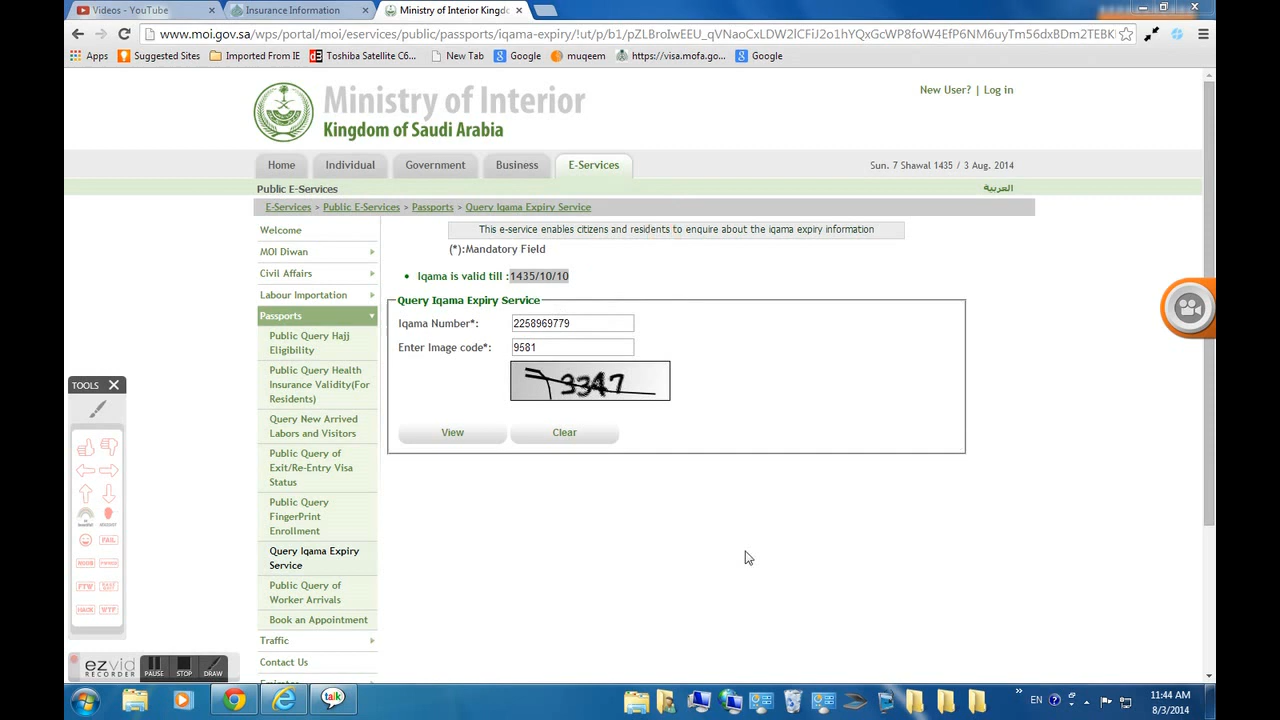 Videos - YouTube
Insurance Information
Ministry of Interior Kingdo
www.moi.gov.sa/wps/portal/moi/eservices/public/passports/iqama-expiry/!ut/p/b1/
Apps Suggested Sites Imported From IE Toshiba Satellite C6... New Tab Google muqeem https://visa.mofa.go... Google
Ministry of Interior
Kingdom of Saudi Arabia
New User? | Log in
Home Individual Government Business E-Services
Sun. 7 Shawal 1435 / 3 Aug. 2014
Public E-Services
العربية
E-Services > Public E-Services > Passports > Query Iqama Expiry Service
Welcome
MOI Diwan
Civil Affairs
Labour Importation
Passports
Public Query Hajj
Eligibility
Public Query Health
Insurance Validity(For
Residents)
Query New Arrived
Labors and Visitors
Public Query of
Exit/Re-Entry Visa
Status
Public Query
FingerPrint
Enrollment
Query Iqama Expiry
Service
Public Query of
Worker Arrivals
Book an Appointment
Traffic
Contact Us
This e-service enables citizens and residents to enquire about the iqama expiry information
(*):Mandatory Field
Iqama is valid till :1435/10/10
Query Iqama Expiry Service
Iqama Number*: 2258969779
Enter Image code*: 9581
3347
View Clear
TOOLS
FAIL
FTW
HACK WTF
ezvid
RECORDER
PAUSE STOP DRAW
talk
EN
11:44 AM
8/3/2014